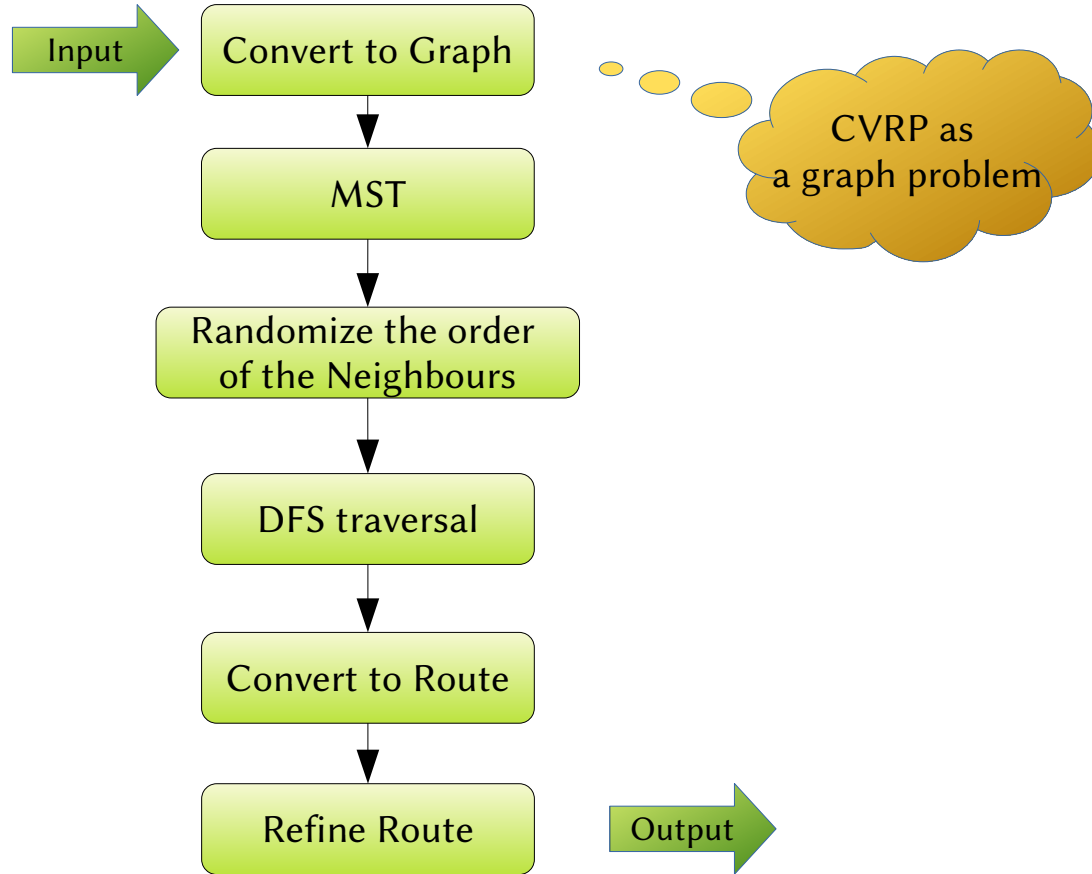 Input
Convert to Graph
CVRP as
a graph problem
MST
Randomize the order
of the Neighbours
DFS traversal
Convert to Route
Refine Route
Output